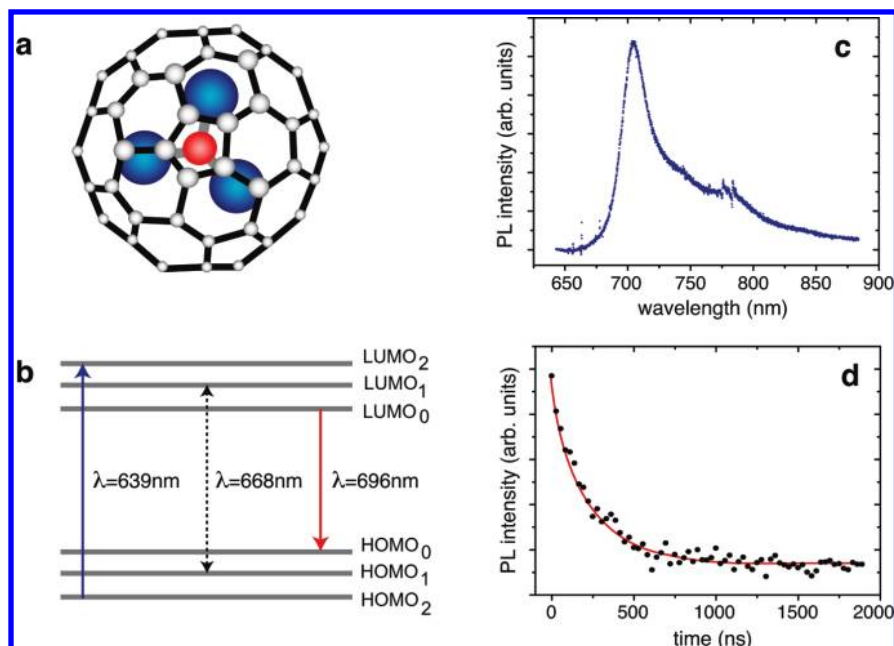 a
b
LUMO2
LUMO1
LUMO0
λ=639nm
λ=668nm
λ=696nm
HOMO0
HOMO1
HOMO2
c
PL intensity (arb. units)
650 700 750 800 850 900
wavelength (nm)
d
PL intensity (arb. units)
0 500 1000 1500 2000
time (ns)